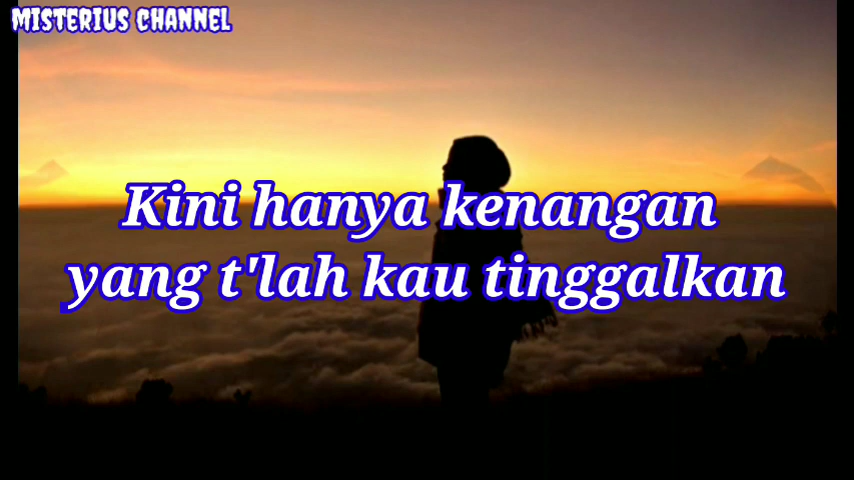 MISTERIUS CHANNEL
Kini hanya kenangan
yang t'lah kau tinggalkan